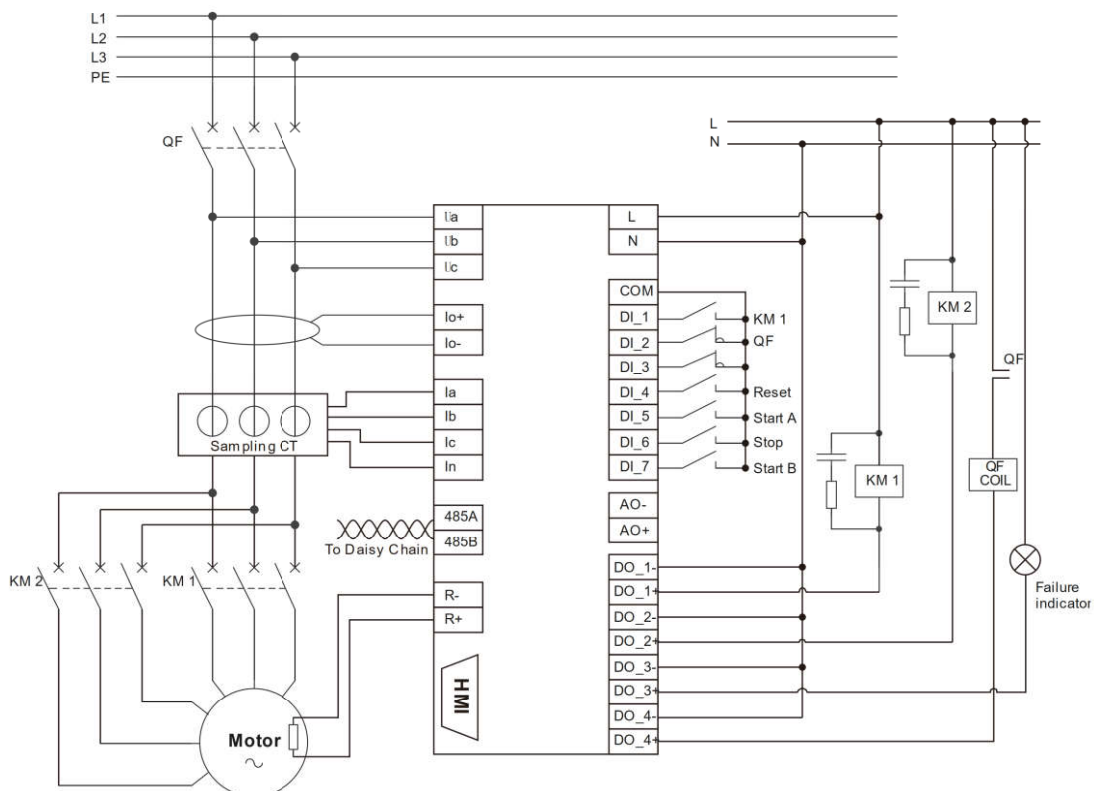 L1
L2
L3
PE
QF
L
N
Ua
Ub
Uc
Io+
Io-
Ia
Ib
Ic
In
Sampling CT
485A
485B
To Daisy Chain
R-
R+
HMI
KM 2
KM 1
Motor
L
N
COM
DI_1
DI_2
DI_3
DI_4
DI_5
DI_6
DI_7
KM 1
QF
Reset
Start A
Stop
Start B
AO-
AO+
DO_1-
DO_1+
DO_2-
DO_2+
DO_3-
DO_3+
DO_4-
DO_4+
KM 2
KM 1
QF
QF
COIL
Failure
indicator